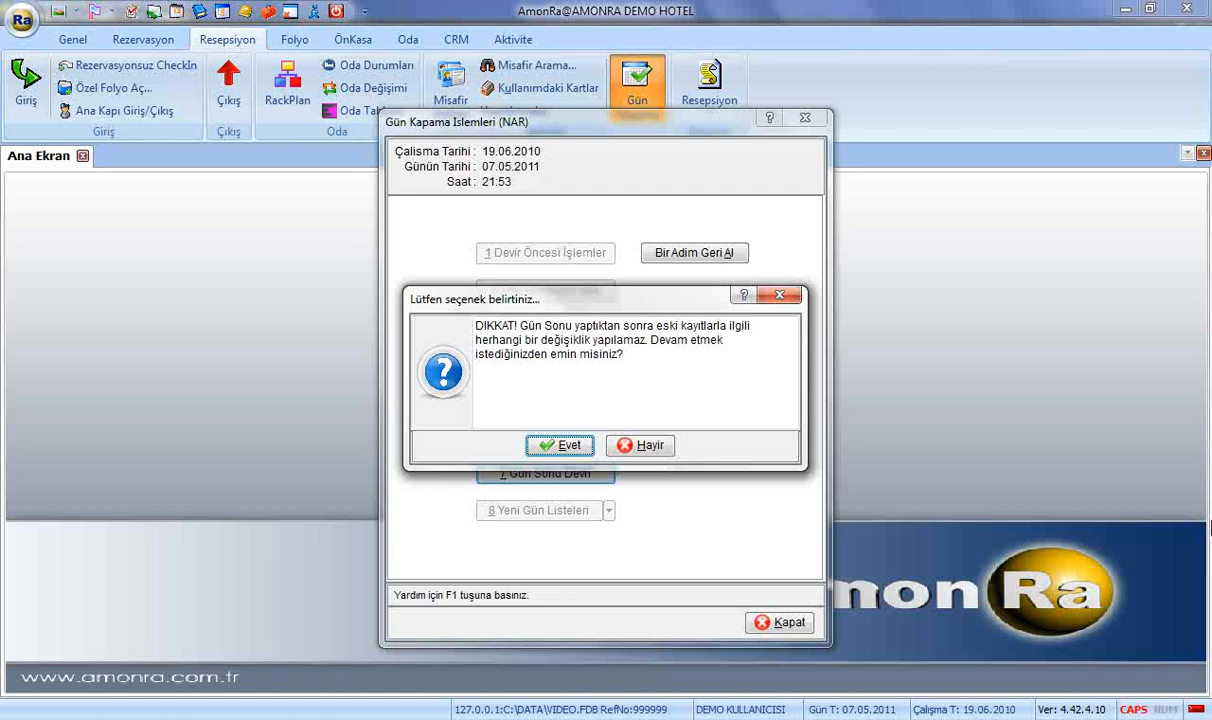 AmonRa@AMONRA DEMO HOTEL
Ra
Genel Rezervasyon Resepsiyon Folyo ÖnKasa Oda CRM Aktivite
Giriş
Rezervasyonsuz CheckIn
Özel Folyo Aç...
Ana Kapı Giriş/Çıkış
Giriş
Çıkış
Çıkış
RackPlan
Oda Durumları
Oda Değişimi
Oda
Oda
Misafir
Misafir Arama...
Kullanımdaki Kartlar
Gün
Resepsiyon
Ana Ekran
Gün Kapama Islemleri (NAR)
Çalisma Tarihi : 19.06.2010
Günün Tarihi : 07.05.2011
Saat : 21:53
1 Devir Öncesi İşlemler
Bir Adim Geri Al
Lütfen seçenek belirtiniz...
DIKKAT! Gün Sonu yaptıktan sonra eski kayıtlarla ilgili
herhangi bir değişiklik yapılamaz. Devam etmek
istediğinizden emin misiniz?
Evet
Hayir
7 Gün Sonu Devri
8 Yeni Gün Listeleri
Yardım için F1 tuşuna basınız.
Kapat
monRa
www.amonra.com.tr
127.0.0.1:C:\DATA\VIDEO.FDB RefNo:999999 DEMO KULLANICISI Gün T: 07.05.2011 Çalışma T: 19.06.2010 Ver: 4.42.4.10 CAPS NUM